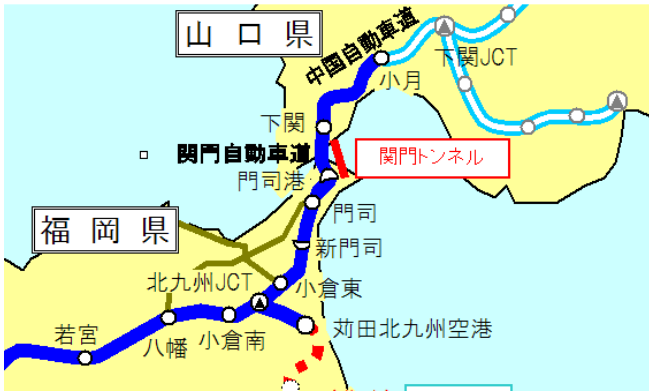 山口県
中国自動車道
下関JCT
小月
下関
関門自動車道
関門トンネル
門司港
門司
福岡県
新門司
北九州JCT
小倉東
苅田北九州空港
小倉南
八幡
若宮